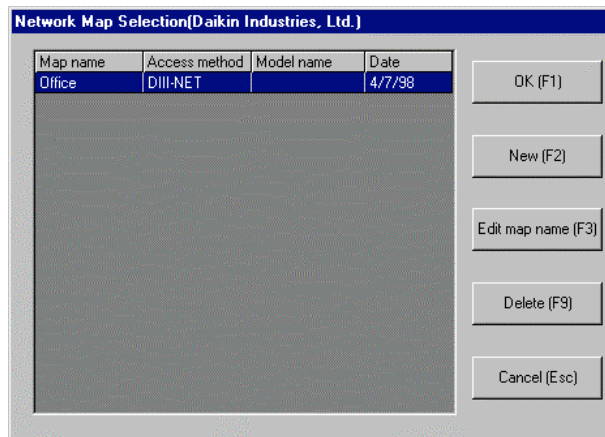 Network Map Selection(Daikin Industries, Ltd.)
Map name Access method Model name Date
Office DIII-NET 4/7/98
OK (F1)
New (F2)
Edit map name (F3)
Delete (F9)
Cancel (Esc)